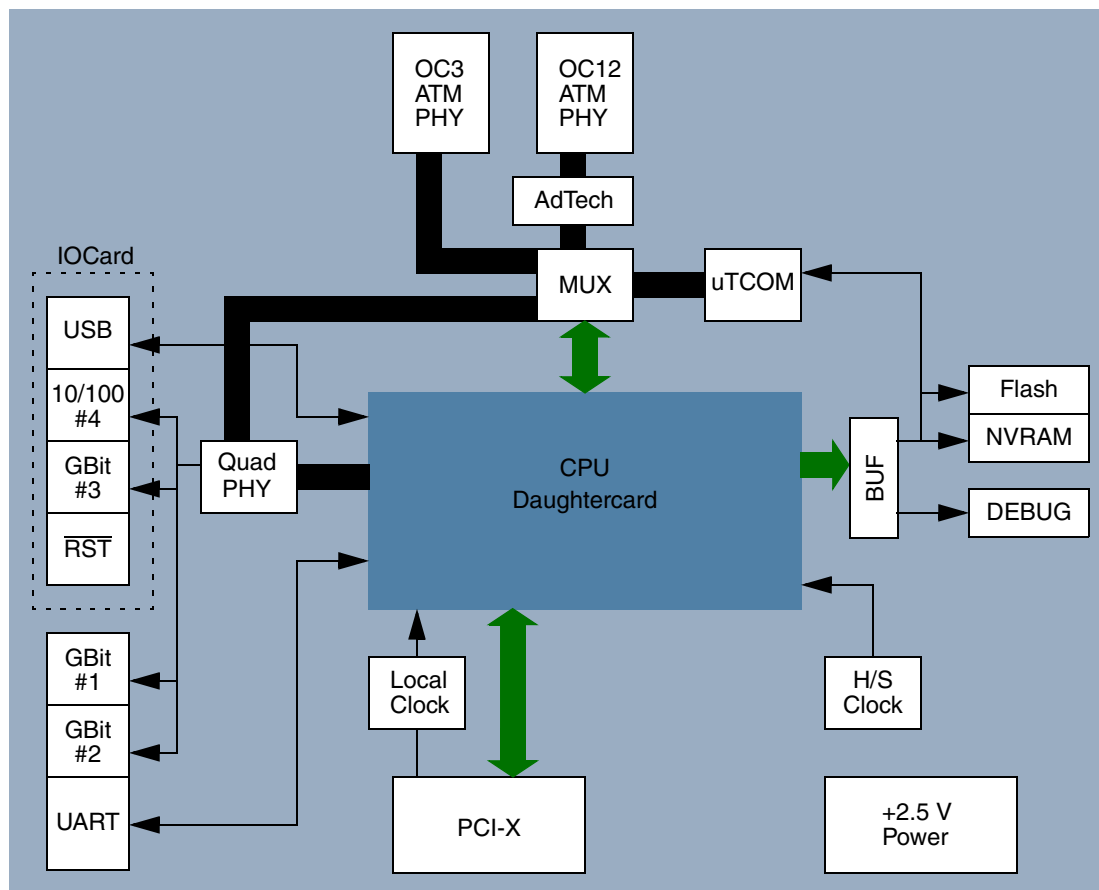 OC3
ATM
PHY
OC12
ATM
PHY
AdTech
IOCard
MUX
uTCOM
USB
10/100
#4
GBit
#3
RST
Quad
PHY
CPU
Daughtercard
BUF
Flash
NVRAM
DEBUG
GBit
#1
GBit
#2
UART
Local
Clock
H/S
Clock
PCI-X
+2.5 V
Power